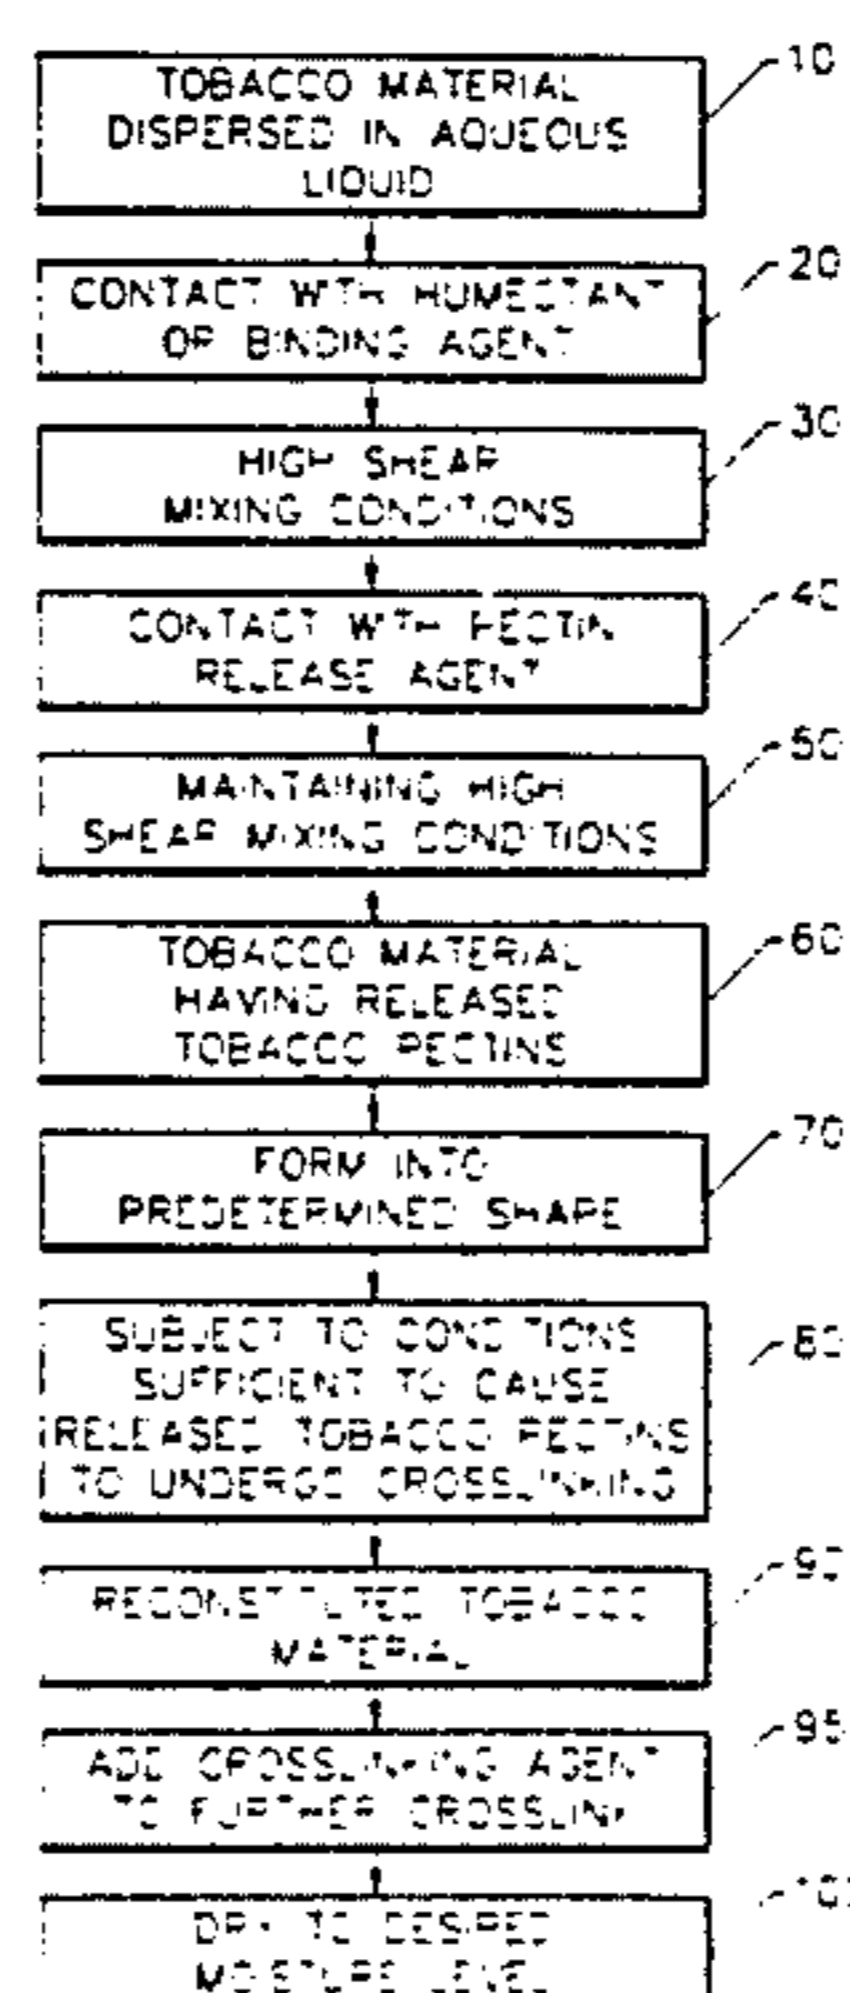 10
TOBACCO MATERIAL
DISPERSED IN AQUEOUS
LIQUID
20
CONTACT WITH HUMECTANT
OR BINDING AGENT
30
HIGH SHEAR
MIXING CONDITIONS
40
CONTACT WITH PECTIN
RELEASE AGENT
50
MAINTAINING HIGH
SHEAR MIXING CONDITIONS
60
TOBACCO MATERIAL
HAVING RELEASED
TOBACCO PECTINS
70
FORM INTO
PREDETERMINED SHAPE
80
SUBJECT TO CONDITIONS
SUFFICIENT TO CAUSE
RELEASED TOBACCO PECTINS
TO UNDERGO CROSSLINKING
90
RECONSTITUTED TOBACCO
MATERIAL
95
ADD CROSSLINKING AGENT
TO FURTHER CROSSLINK
DRY TO DESIRED
MOISTURE LEVEL